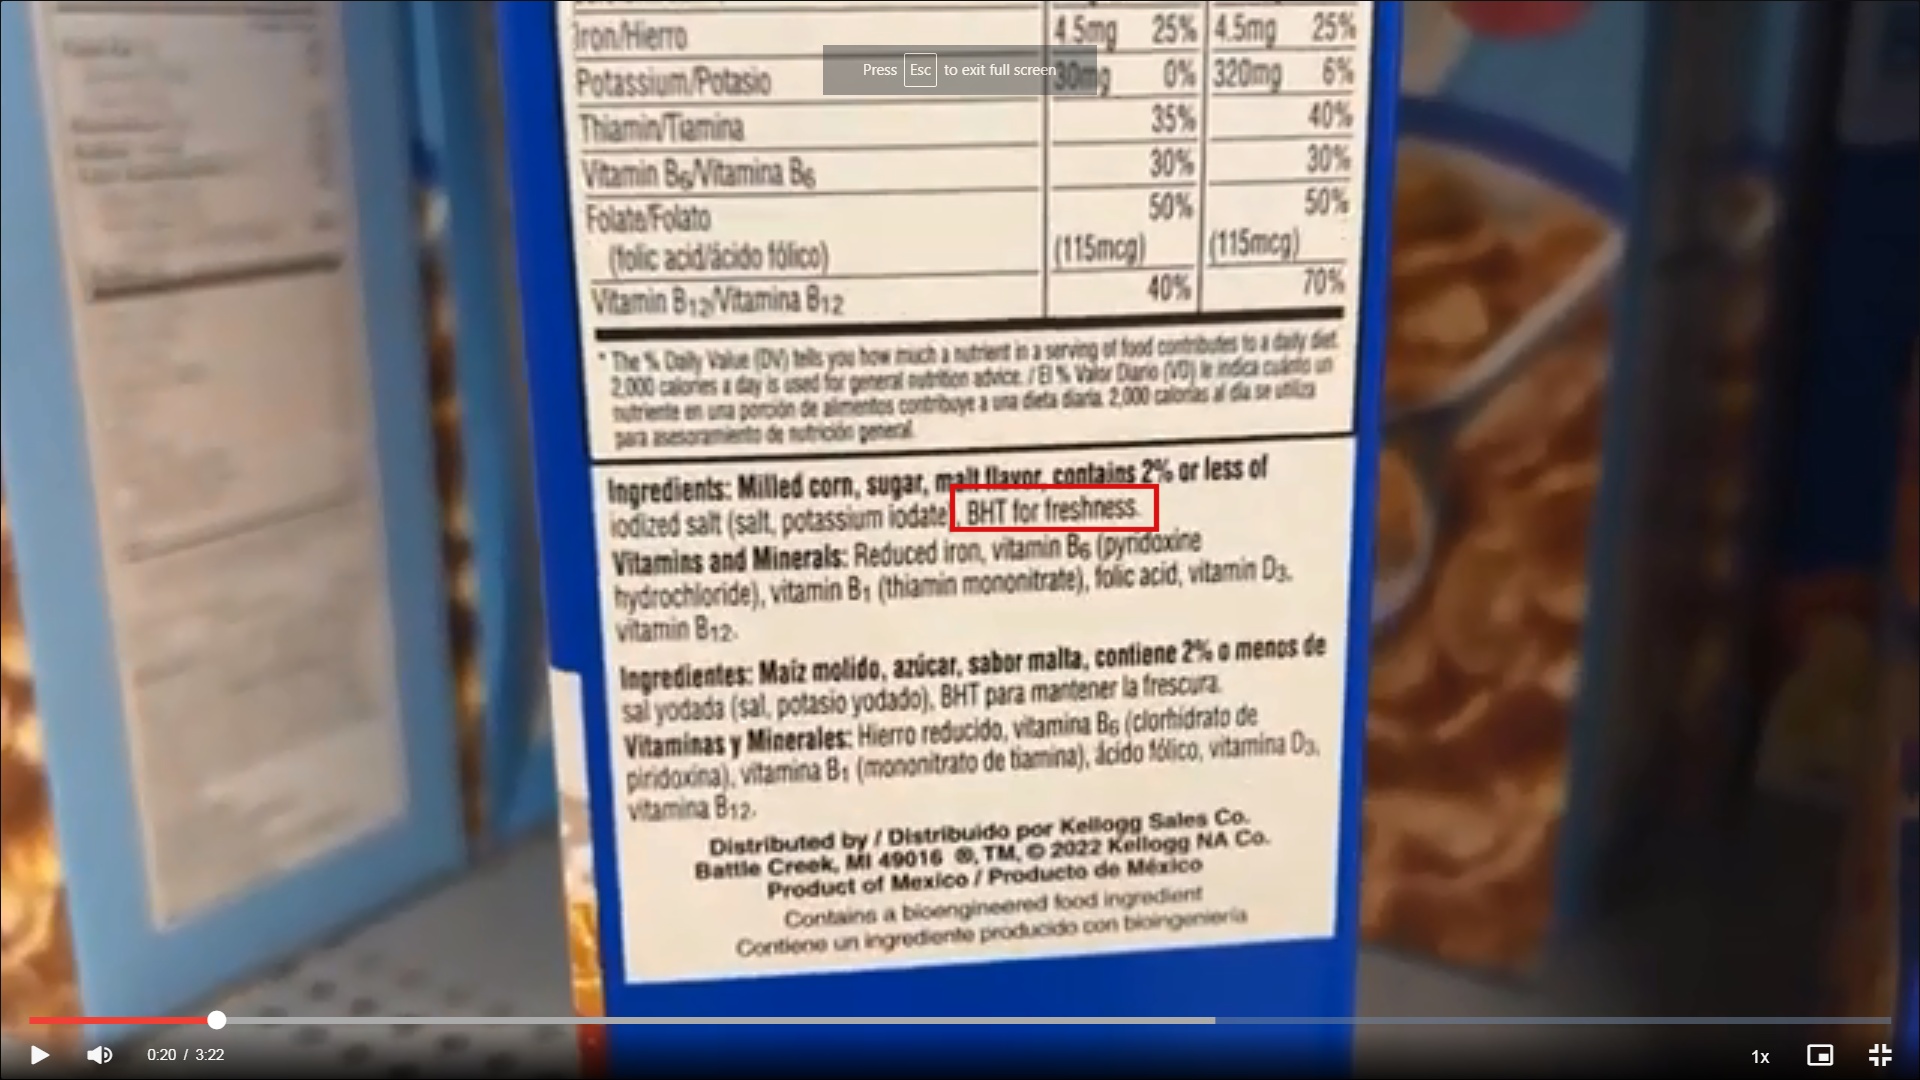 Iron/Hierro 4.5mg 25% 4.5mg 25%
Press Esc to exit full screen
Potassium/Potasio 30mg 0% 320mg 6%
Thiamin/Tiamina 35% 40%
Vitamin B6/Vitamina B6 30% 30%
Folate/Folato 50% 50%
(folic acid/ácido fólico) (115mcg) (115mcg)
Vitamin B12/Vitamina B12 40% 70%
* The % Daily Value (DV) tells you how much a nutrient in a serving of food contributes to a daily diet.
2,000 calories a day is used for general nutrition advice. / El % Valor Diario (VD) le indica cuánto un
nutriente en una porción de alimentos contribuye a una dieta diaria. 2,000 calorías al día se utiliza
para asesoramiento de nutrición general.
Ingredients: Milled corn, sugar, malt flavor, contains 2% or less of
iodized salt (salt, potassium iodate), BHT for freshness.
Vitamins and Minerals: Reduced iron, vitamin B6 (pyridoxine
hydrochloride), vitamin B1 (thiamin mononitrate), folic acid, vitamin D3,
vitamin B12.
Ingredientes: Maíz molido, azúcar, sabor malta, contiene 2% o menos de
sal yodada (sal, potasio yodado), BHT para mantener la frescura.
Vitaminas y Minerales: Hierro reducido, vitamina B6 (clorhidrato de
piridoxina), vitamina B1 (mononitrato de tiamina), ácido fólico, vitamina D3,
vitamina B12.
Distributed by / Distribuido por Kellogg Sales Co.
Battle Creek, MI 49016 ®, TM, © 2022 Kellogg NA Co.
Product of Mexico / Producto de México
Contains a bioengineered food ingredient
Contiene un ingrediente producido con bioingeniería
0:20 / 3:22
1x